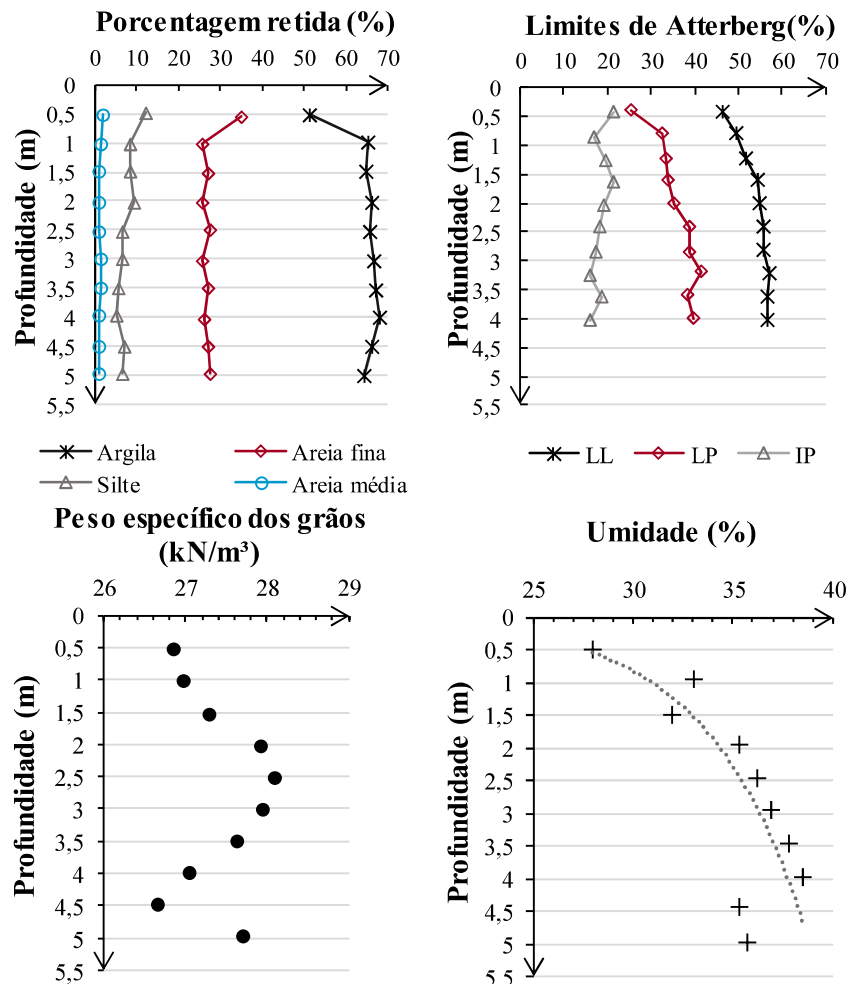 Porcentagem retida (%)
0 10 20 30 40 50 60 70
0
0,5
1
1,5
2
2,5
3
3,5
4
4,5
5
5,5
Profundidade (m)
Argila
Areia fina
Silte
Areia média
Limites de Atterberg(%)
0 10 20 30 40 50 60 70
0
0,5
1
1,5
2
2,5
3
3,5
4
4,5
5
5,5
Profundidade (m)
LL
LP
IP
Peso específico dos grãos
(kN/m³)
26 27 28 29
0
0,5
1
1,5
2
2,5
3
3,5
4
4,5
5
5,5
Profundidade (m)
Umidade (%)
25 30 35 40
0
0,5
1
1,5
2
2,5
3
3,5
4
4,5
5
5,5
Profundidade (m)